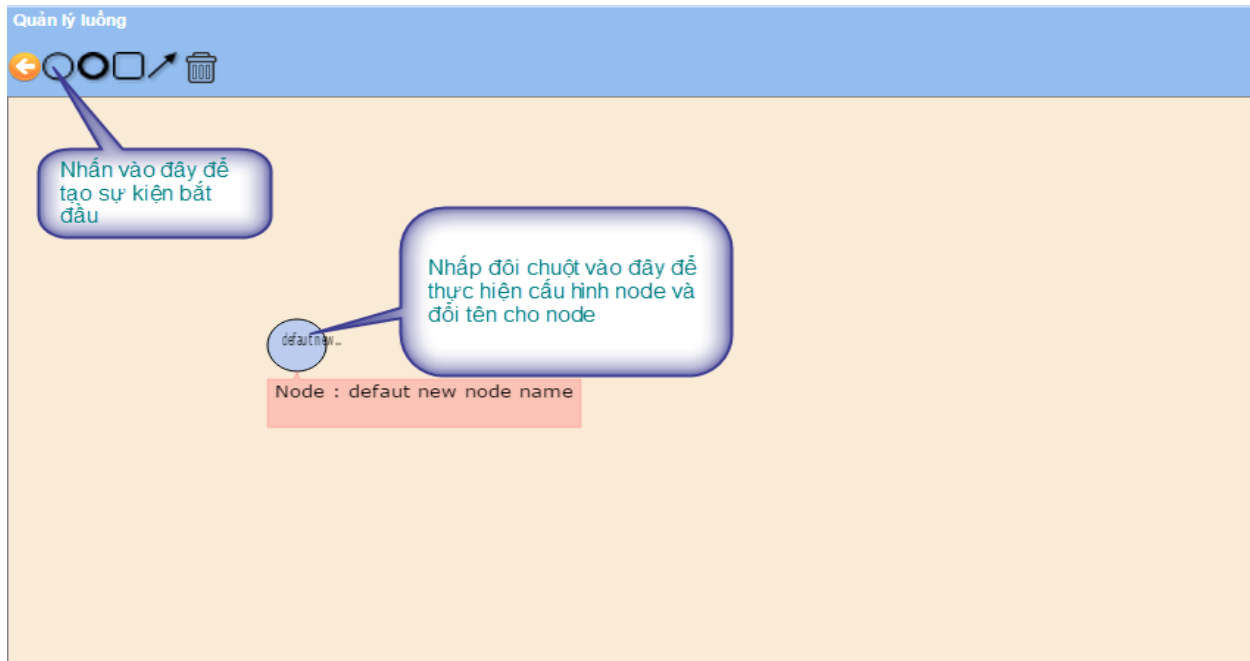 Quản lý luồng
Nhấn vào đây để
tạo sự kiện bắt
đầu
Nhấp đôi chuột vào đây để
thực hiện cấu hình node và
đổi tên cho node
defaut new...
Node : defaut new node name